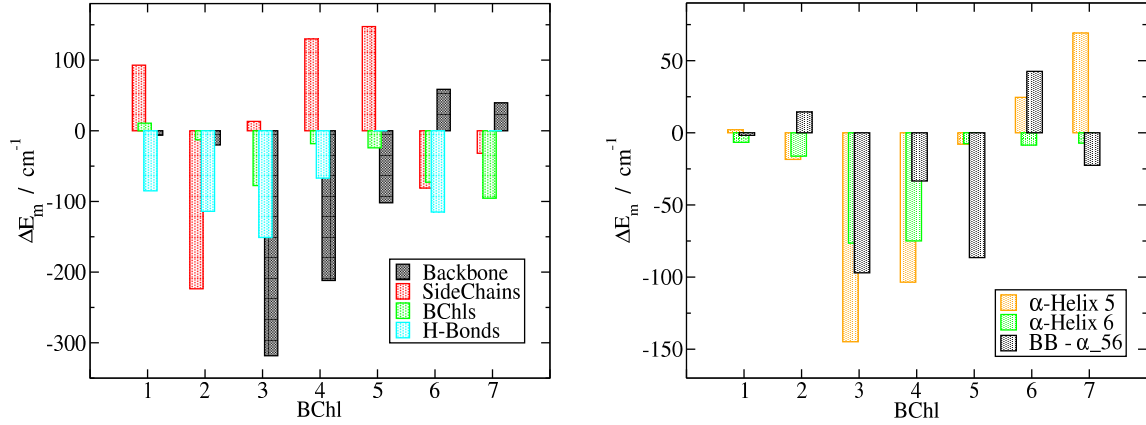 ΔE_m / cm^-1
100
0
-100
-200
-300
1 2 3 4 5 6 7
BChl
Backbone
SideChains
BChls
H-Bonds
ΔE_m / cm^-1
50
0
-50
-100
-150
1 2 3 4 5 6 7
BChl
α-Helix 5
α-Helix 6
BB - α_56